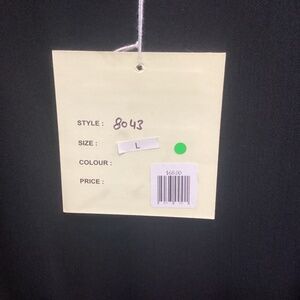 STYLE : 8043
SIZE : L
COLOUR :
PRICE :
$68.00